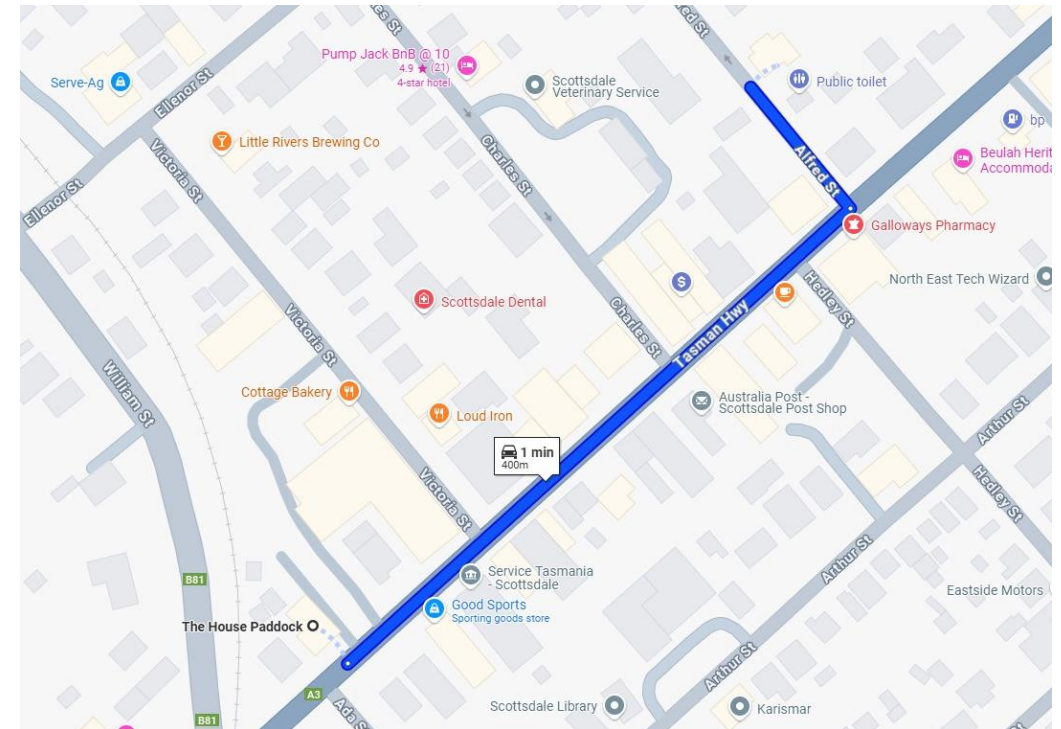 Pump Jack BnB @ 10
4.9 ★ (21)
4-star hotel
Serve-Ag
Ellenor St
Scottsdale
Veterinary Service
Public toilet
bp
Little Rivers Brewing Co
Victoria St
Charles St
Alfred St
Ellenor St
Galloways Pharmacy
North East Tech Wizard
Hedley St
Scottsdale Dental
$
Victoria St
Charles St
Tasman Hwy
William St
Cottage Bakery
Loud Iron
Australia Post -
Scottsdale Post Shop
Arthur St
1 min
400m
Victoria St
Hedley St
Arthur St
B81
Service Tasmania
- Scottsdale
Eastside Motors
Good Sports
Sporting goods store
The House Paddock
Arthur St
A3
B81
Scottsdale Library
Karismar